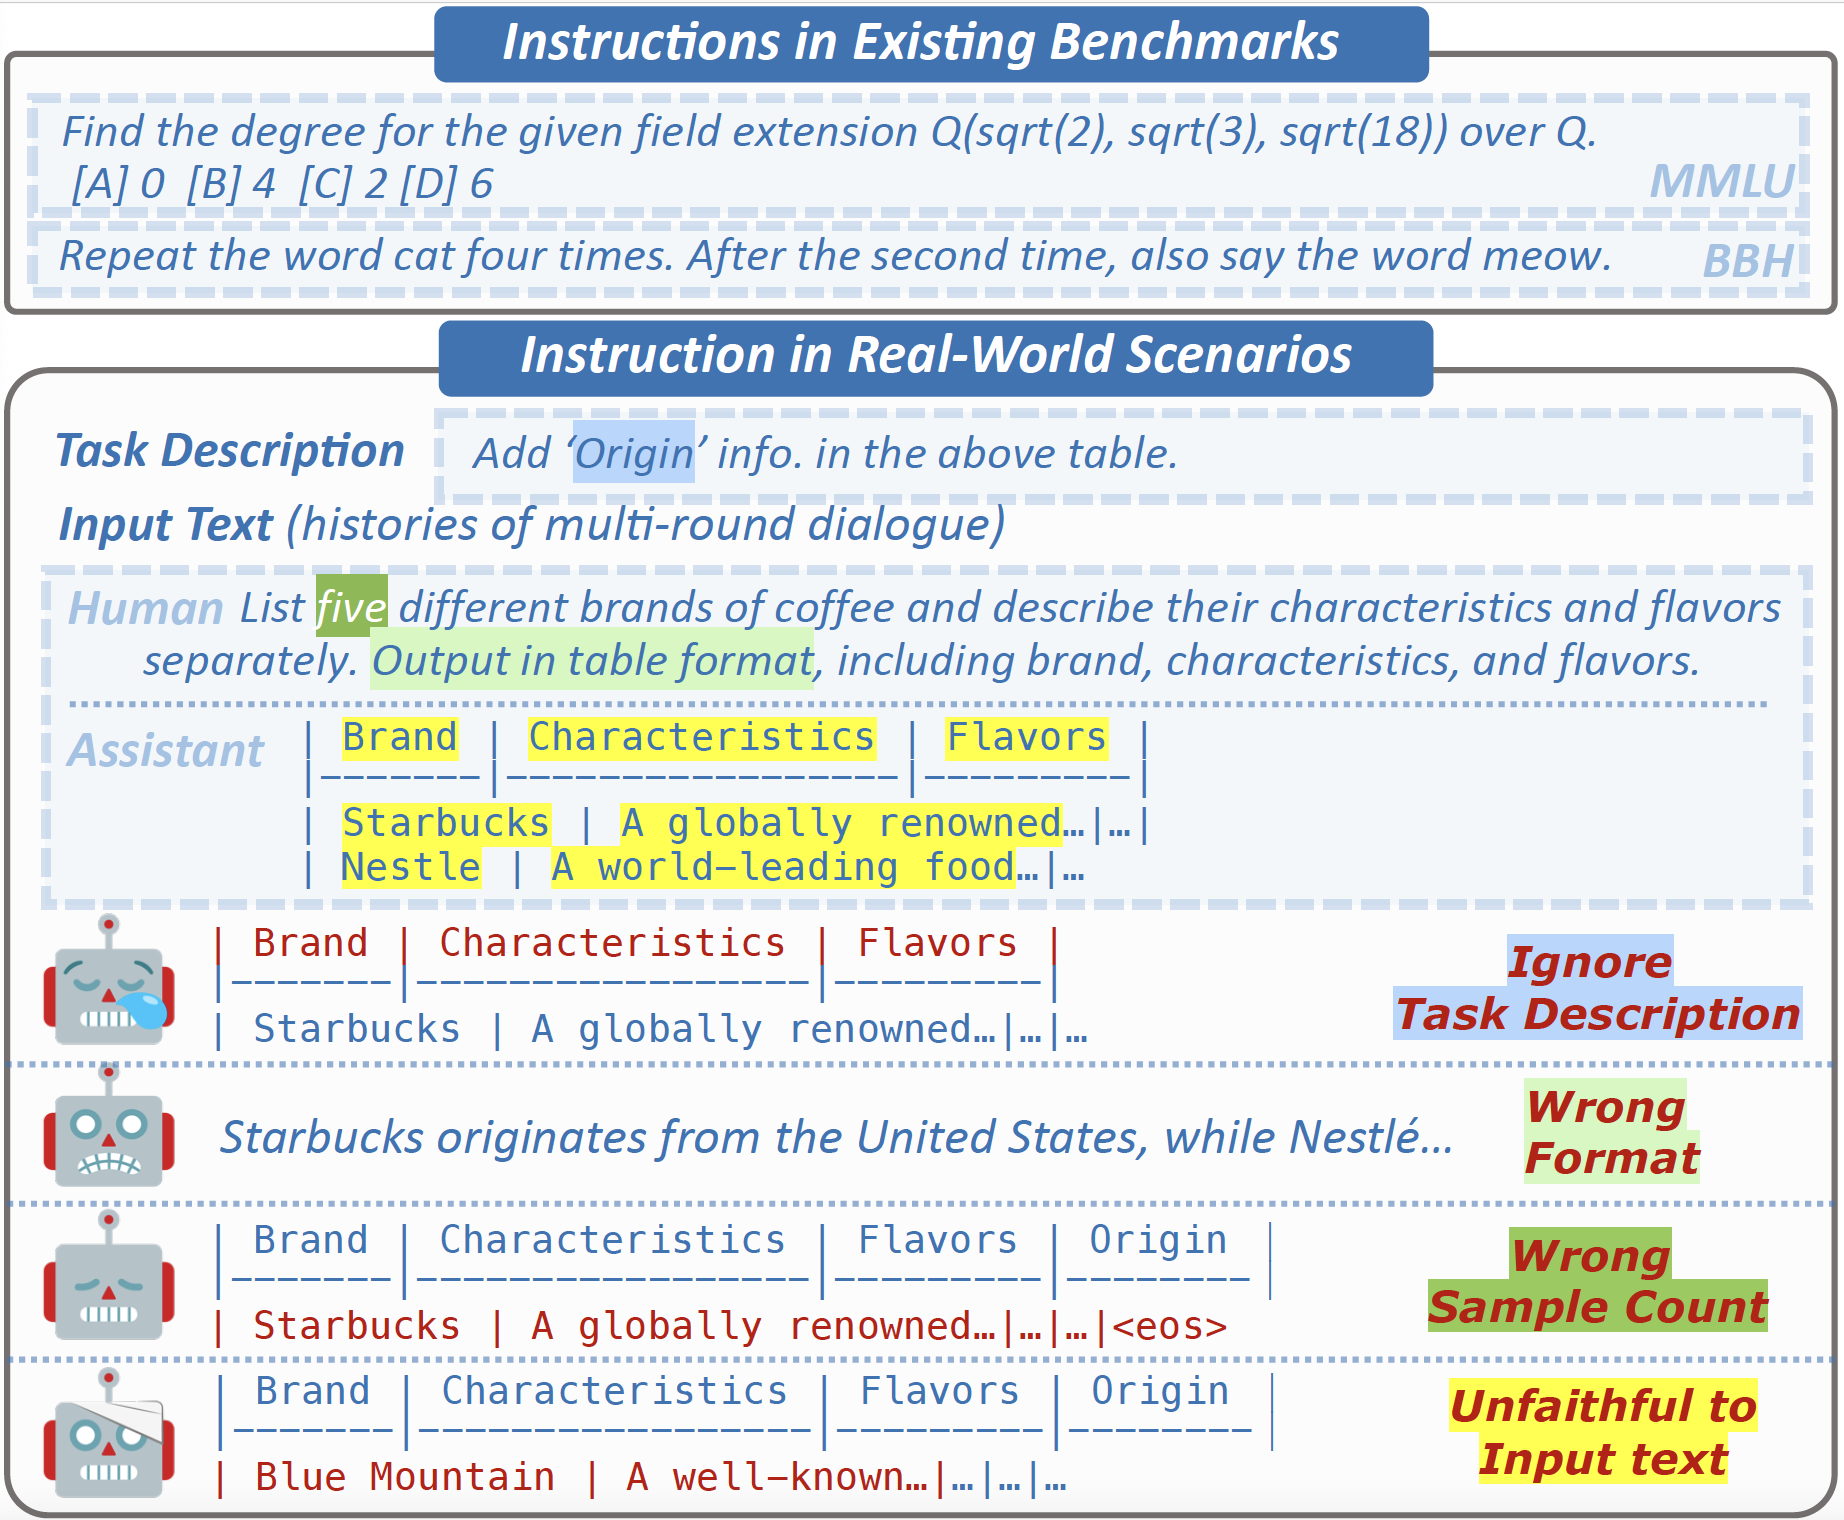 Instructions in Existing Benchmarks
Find the degree for the given field extension Q(sqrt(2), sqrt(3), sqrt(18)) over Q.
[A] 0 [B] 4 [C] 2 [D] 6
MMLU
Repeat the word cat four times. After the second time, also say the word meow.
BBH
Instruction in Real-World Scenarios
Task Description
Add ‘Origin’ info. in the above table.
Input Text (histories of multi-round dialogue)
Human List five different brands of coffee and describe their characteristics and flavors
separately. Output in table format, including brand, characteristics, and flavors.
Assistant
| Brand | Characteristics | Flavors |
|-------|-----------------|---------|
| Starbucks | A globally renowned…|…|
| Nestle | A world-leading food…|…
| Brand | Characteristics | Flavors |
|-------|-----------------|---------|
| Starbucks | A globally renowned…|…|…
Ignore
Task Description
Starbucks originates from the United States, while Nestlé…
Wrong
Format
| Brand | Characteristics | Flavors | Origin |
|-------|-----------------|---------|-------- |
| Starbucks | A globally renowned…|…|…|<eos>
Wrong
Sample Count
| Brand | Characteristics | Flavors | Origin |
|-------|-----------------|---------|-------- |
| Blue Mountain | A well-known…|…|…|…
Unfaithful to
Input text